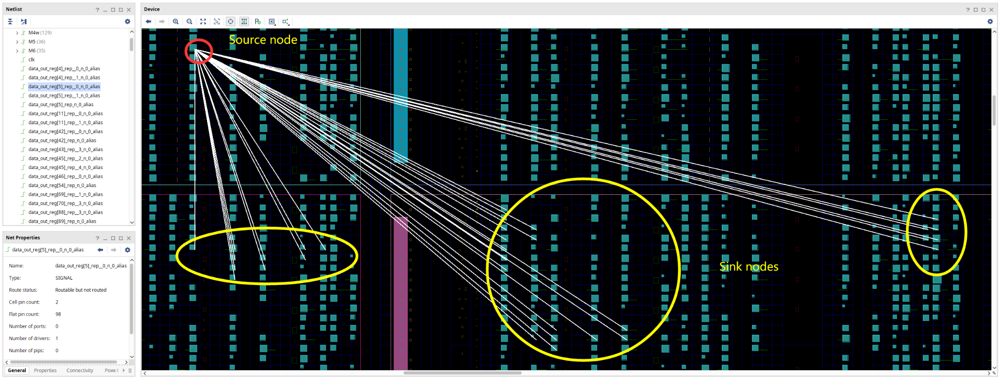 Netlist
M4w (129)
M5 (36)
M6 (35)
clk
data_out_reg[4]_rep__0_n_0_alias
data_out_reg[4]_rep__1_n_0_alias
data_out_reg[5]_rep__0_n_0_alias
data_out_reg[5]_rep__1_n_0_alias
data_out_reg[5]_rep_n_0_alias
data_out_reg[11]_rep__0_n_0_alias
data_out_reg[11]_rep__1_n_0_alias
data_out_reg[42]_rep__0_n_0_alias
data_out_reg[42]_rep_n_0_alias
data_out_reg[43]_rep__3_n_0_alias
data_out_reg[45]_rep__2_n_0_alias
data_out_reg[45]_rep__4_n_0_alias
data_out_reg[46]_rep__0_n_0_alias
data_out_reg[54]_rep_n_0_alias
data_out_reg[69]_rep__1_n_0_alias
data_out_reg[70]_rep__3_n_0_alias
data_out_reg[88]_rep__3_n_0_alias
data_out_reg[89]_rep_n_0_alias
Net Properties
data_out_reg[5]_rep__0_n_0_alias
Name: data_out_reg[5]_rep__0_n_0_alias
Type: SIGNAL
Route status: Routable but not routed
Cell pin count: 2
Flat pin count: 98
Number of ports: 0
Number of drivers: 1
Number of pips: 0
General Properties Connectivity Powe
Device
Source node
Sink nodes